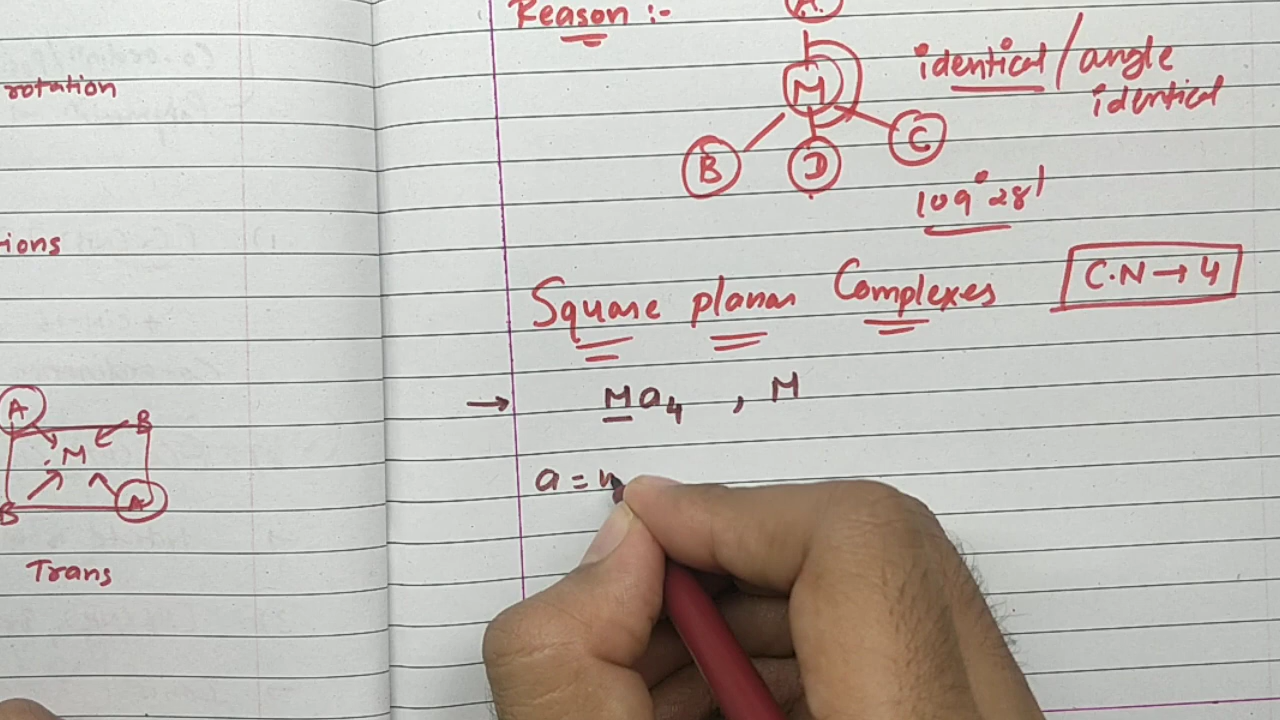 rotation
ions
A B
M
B A
Trans
Reason :-
A
M
B D C
identical / angle
identical
109°28'
Square planar Complexes C.N → 4
→ Ma4 , M
a =